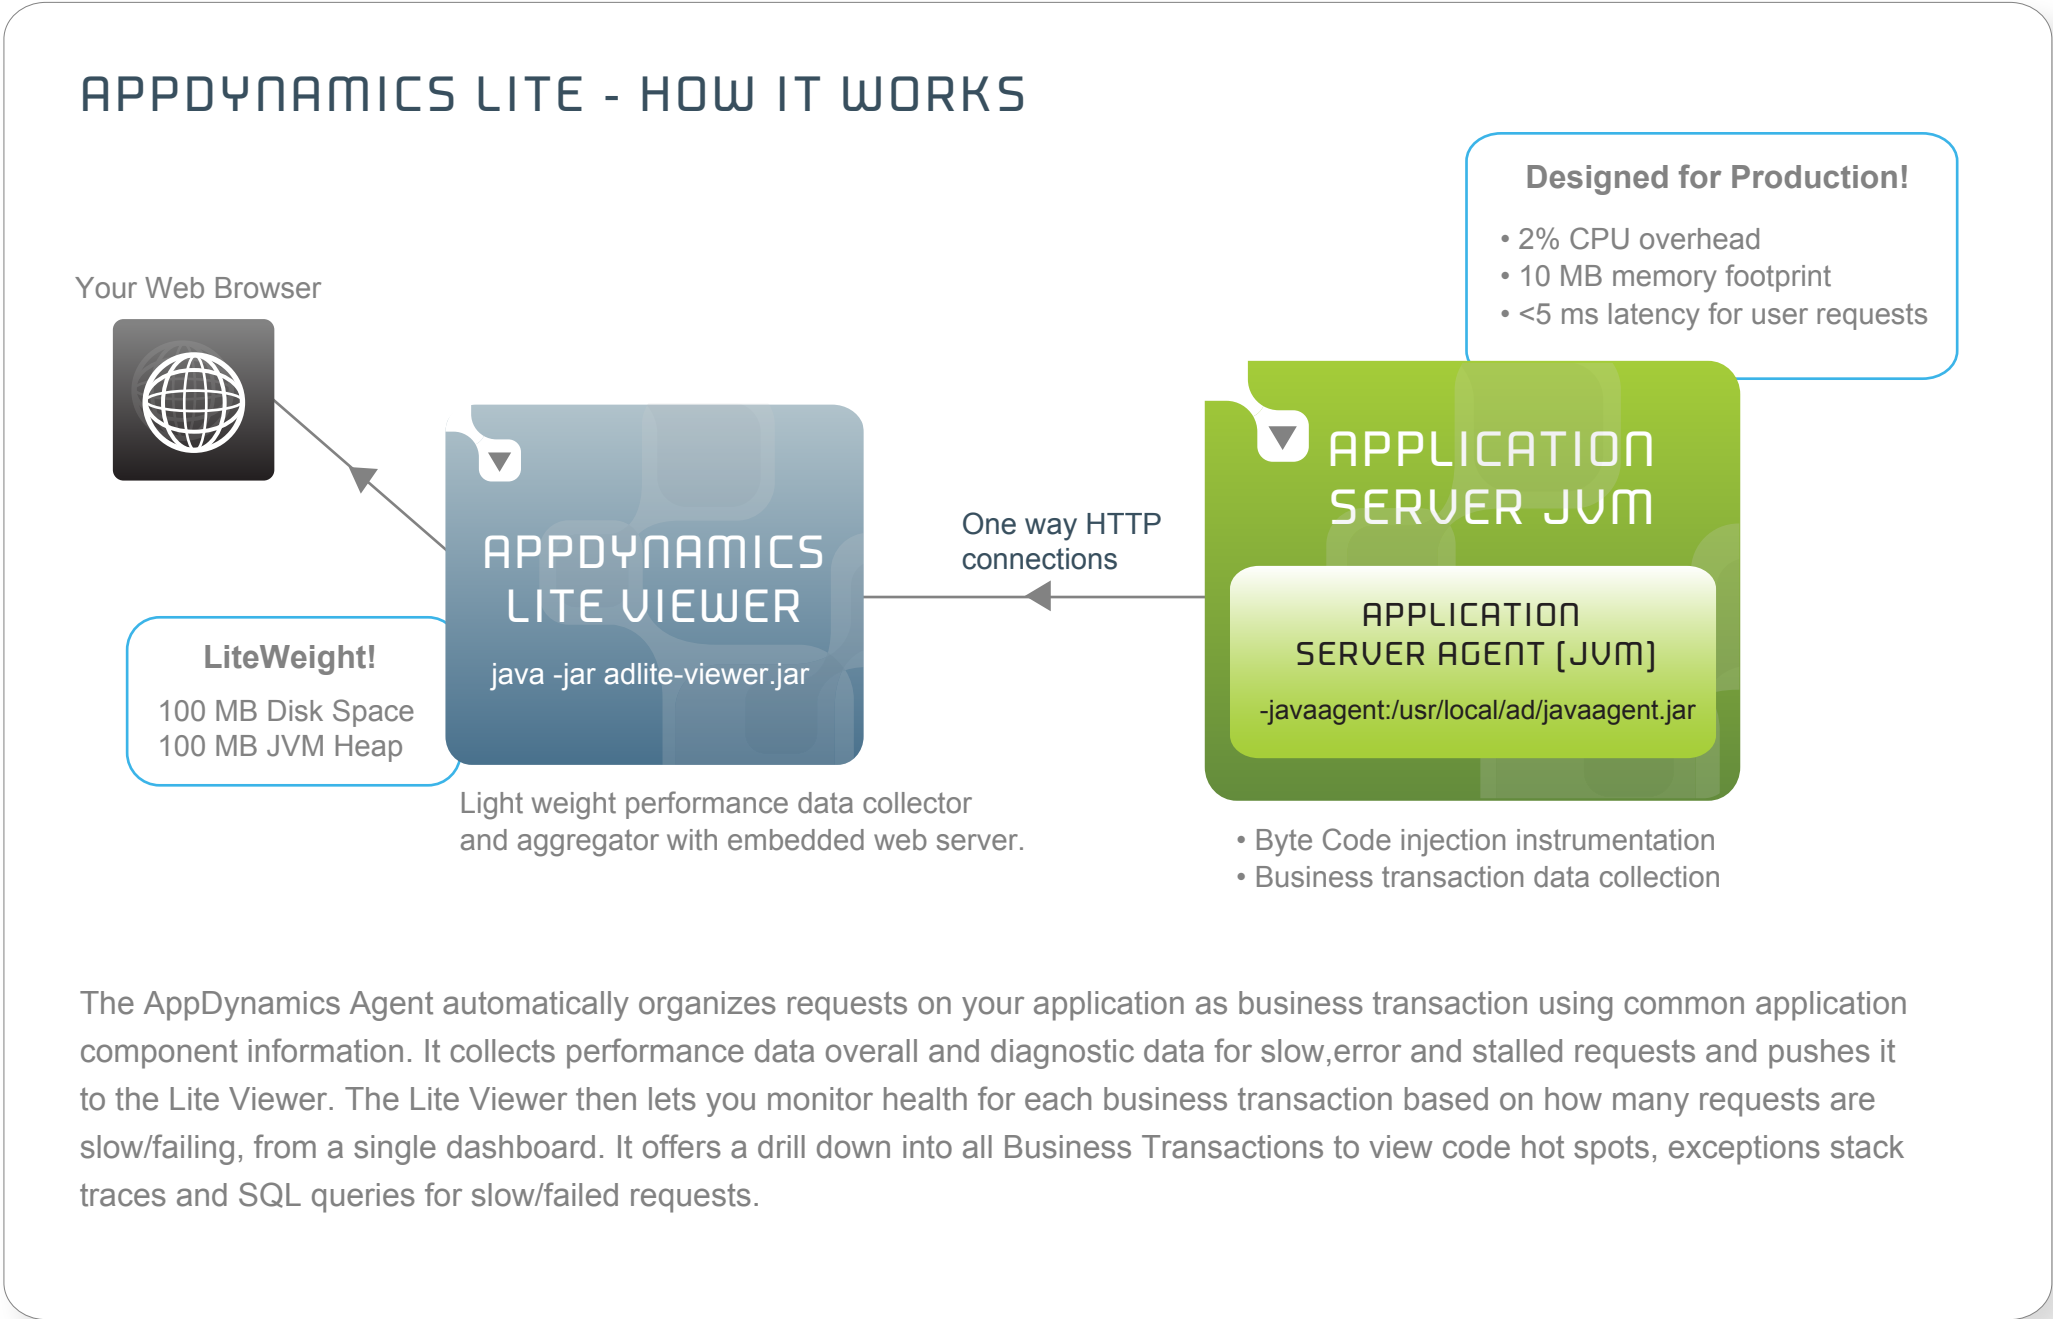 APPDYNAMICS LITE - HOW IT WORKS
Designed for Production!
• 2% CPU overhead
• 10 MB memory footprint
• <5 ms latency for user requests
Your Web Browser
APPLICATION
SERVER JVM
One way HTTP
connections
APPDYNAMICS
LITE VIEWER
java -jar adlite-viewer.jar
APPLICATION
SERVER AGENT [JVM]
-javaagent:/usr/local/ad/javaagent.jar
LiteWeight!
100 MB Disk Space
100 MB JVM Heap
Light weight performance data collector
and aggregator with embedded web server.
• Byte Code injection instrumentation
• Business transaction data collection
The AppDynamics Agent automatically organizes requests on your application as business transaction using common application
component information. It collects performance data overall and diagnostic data for slow,error and stalled requests and pushes it
to the Lite Viewer. The Lite Viewer then lets you monitor health for each business transaction based on how many requests are
slow/failing, from a single dashboard. It offers a drill down into all Business Transactions to view code hot spots, exceptions stack
traces and SQL queries for slow/failed requests.